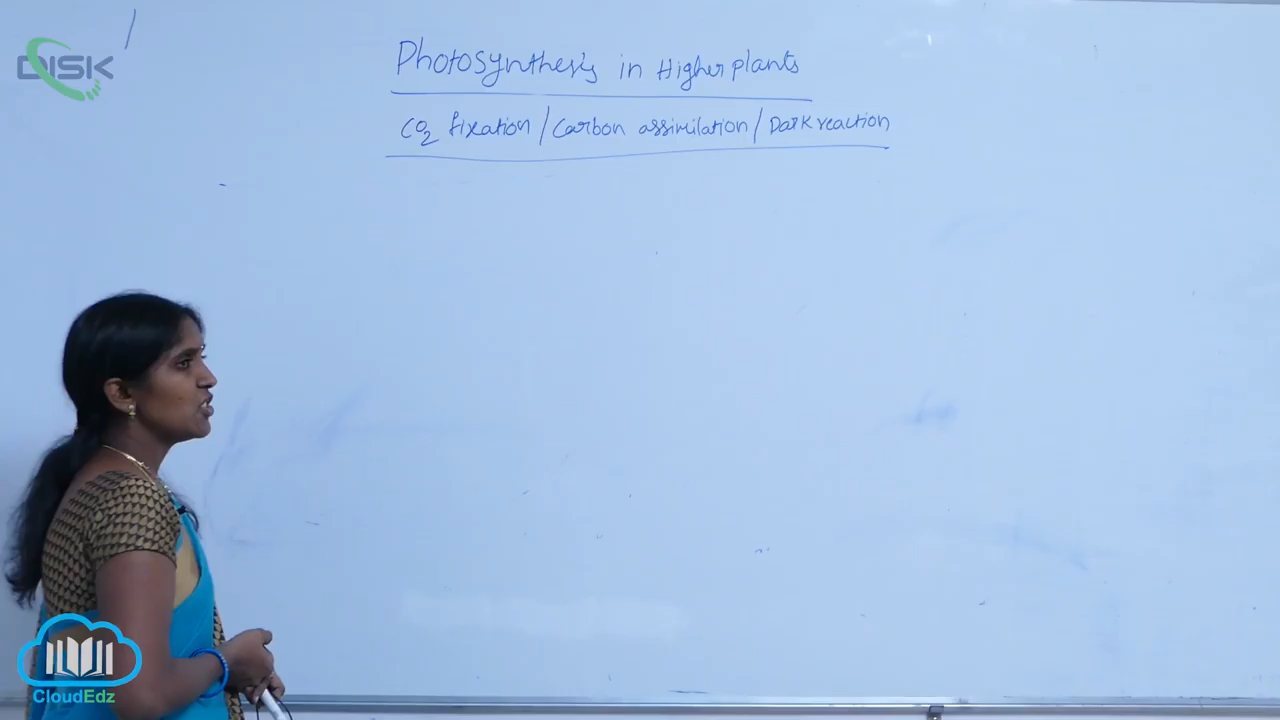 DISK
Photosynthesis in Higher plants
CO2 fixation / Carbon assimilation / Dark reaction
CloudEdz